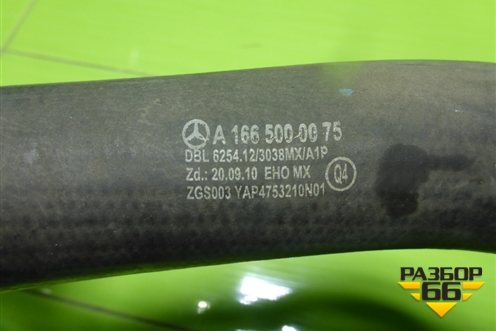 A 166 500 00 75
DBL 6254.12/3038MX/A1P
Zd.: 20.09.10 EHO MX
Q4
ZGS003 YAP4753210N01
РАЗБОР
66